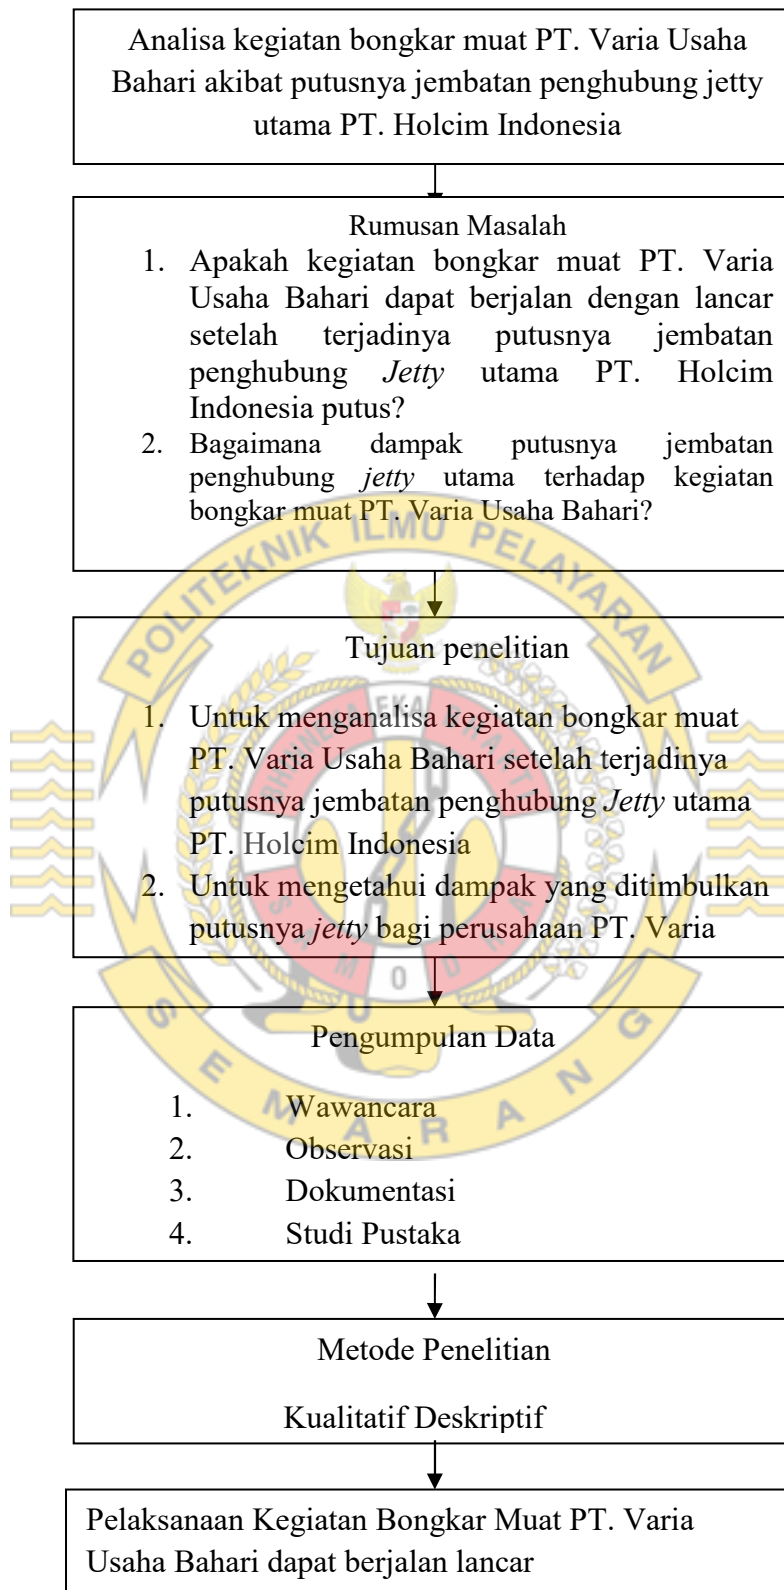 Analisa kegiatan bongkar muat PT. Varia Usaha
Bahari akibat putusnya jembatan penghubung jetty
utama PT. Holcim Indonesia
Rumusan Masalah
1. Apakah kegiatan bongkar muat PT. Varia
Usaha Bahari dapat berjalan dengan lancar
setelah terjadinya putusnya jembatan
penghubung Jetty utama PT. Holcim
Indonesia putus?
2. Bagaimana dampak putusnya jembatan
penghubung jetty utama terhadap kegiatan
bongkar muat PT. Varia Usaha Bahari?
POLITEKNIK ILMU PELAYARAN
Tujuan penelitian
1. Untuk menganalisa kegiatan bongkar muat
PT. Varia Usaha Bahari setelah terjadinya
putusnya jembatan penghubung Jetty utama
PT. Holcim Indonesia
2. Untuk mengetahui dampak yang ditimbulkan
putusnya jetty bagi perusahaan PT. Varia
SEMARANG
Pengumpulan Data
1. Wawancara
2. Observasi
3. Dokumentasi
4. Studi Pustaka
Metode Penelitian
Kualitatif Deskriptif
Pelaksanaan Kegiatan Bongkar Muat PT. Varia
Usaha Bahari dapat berjalan lancar